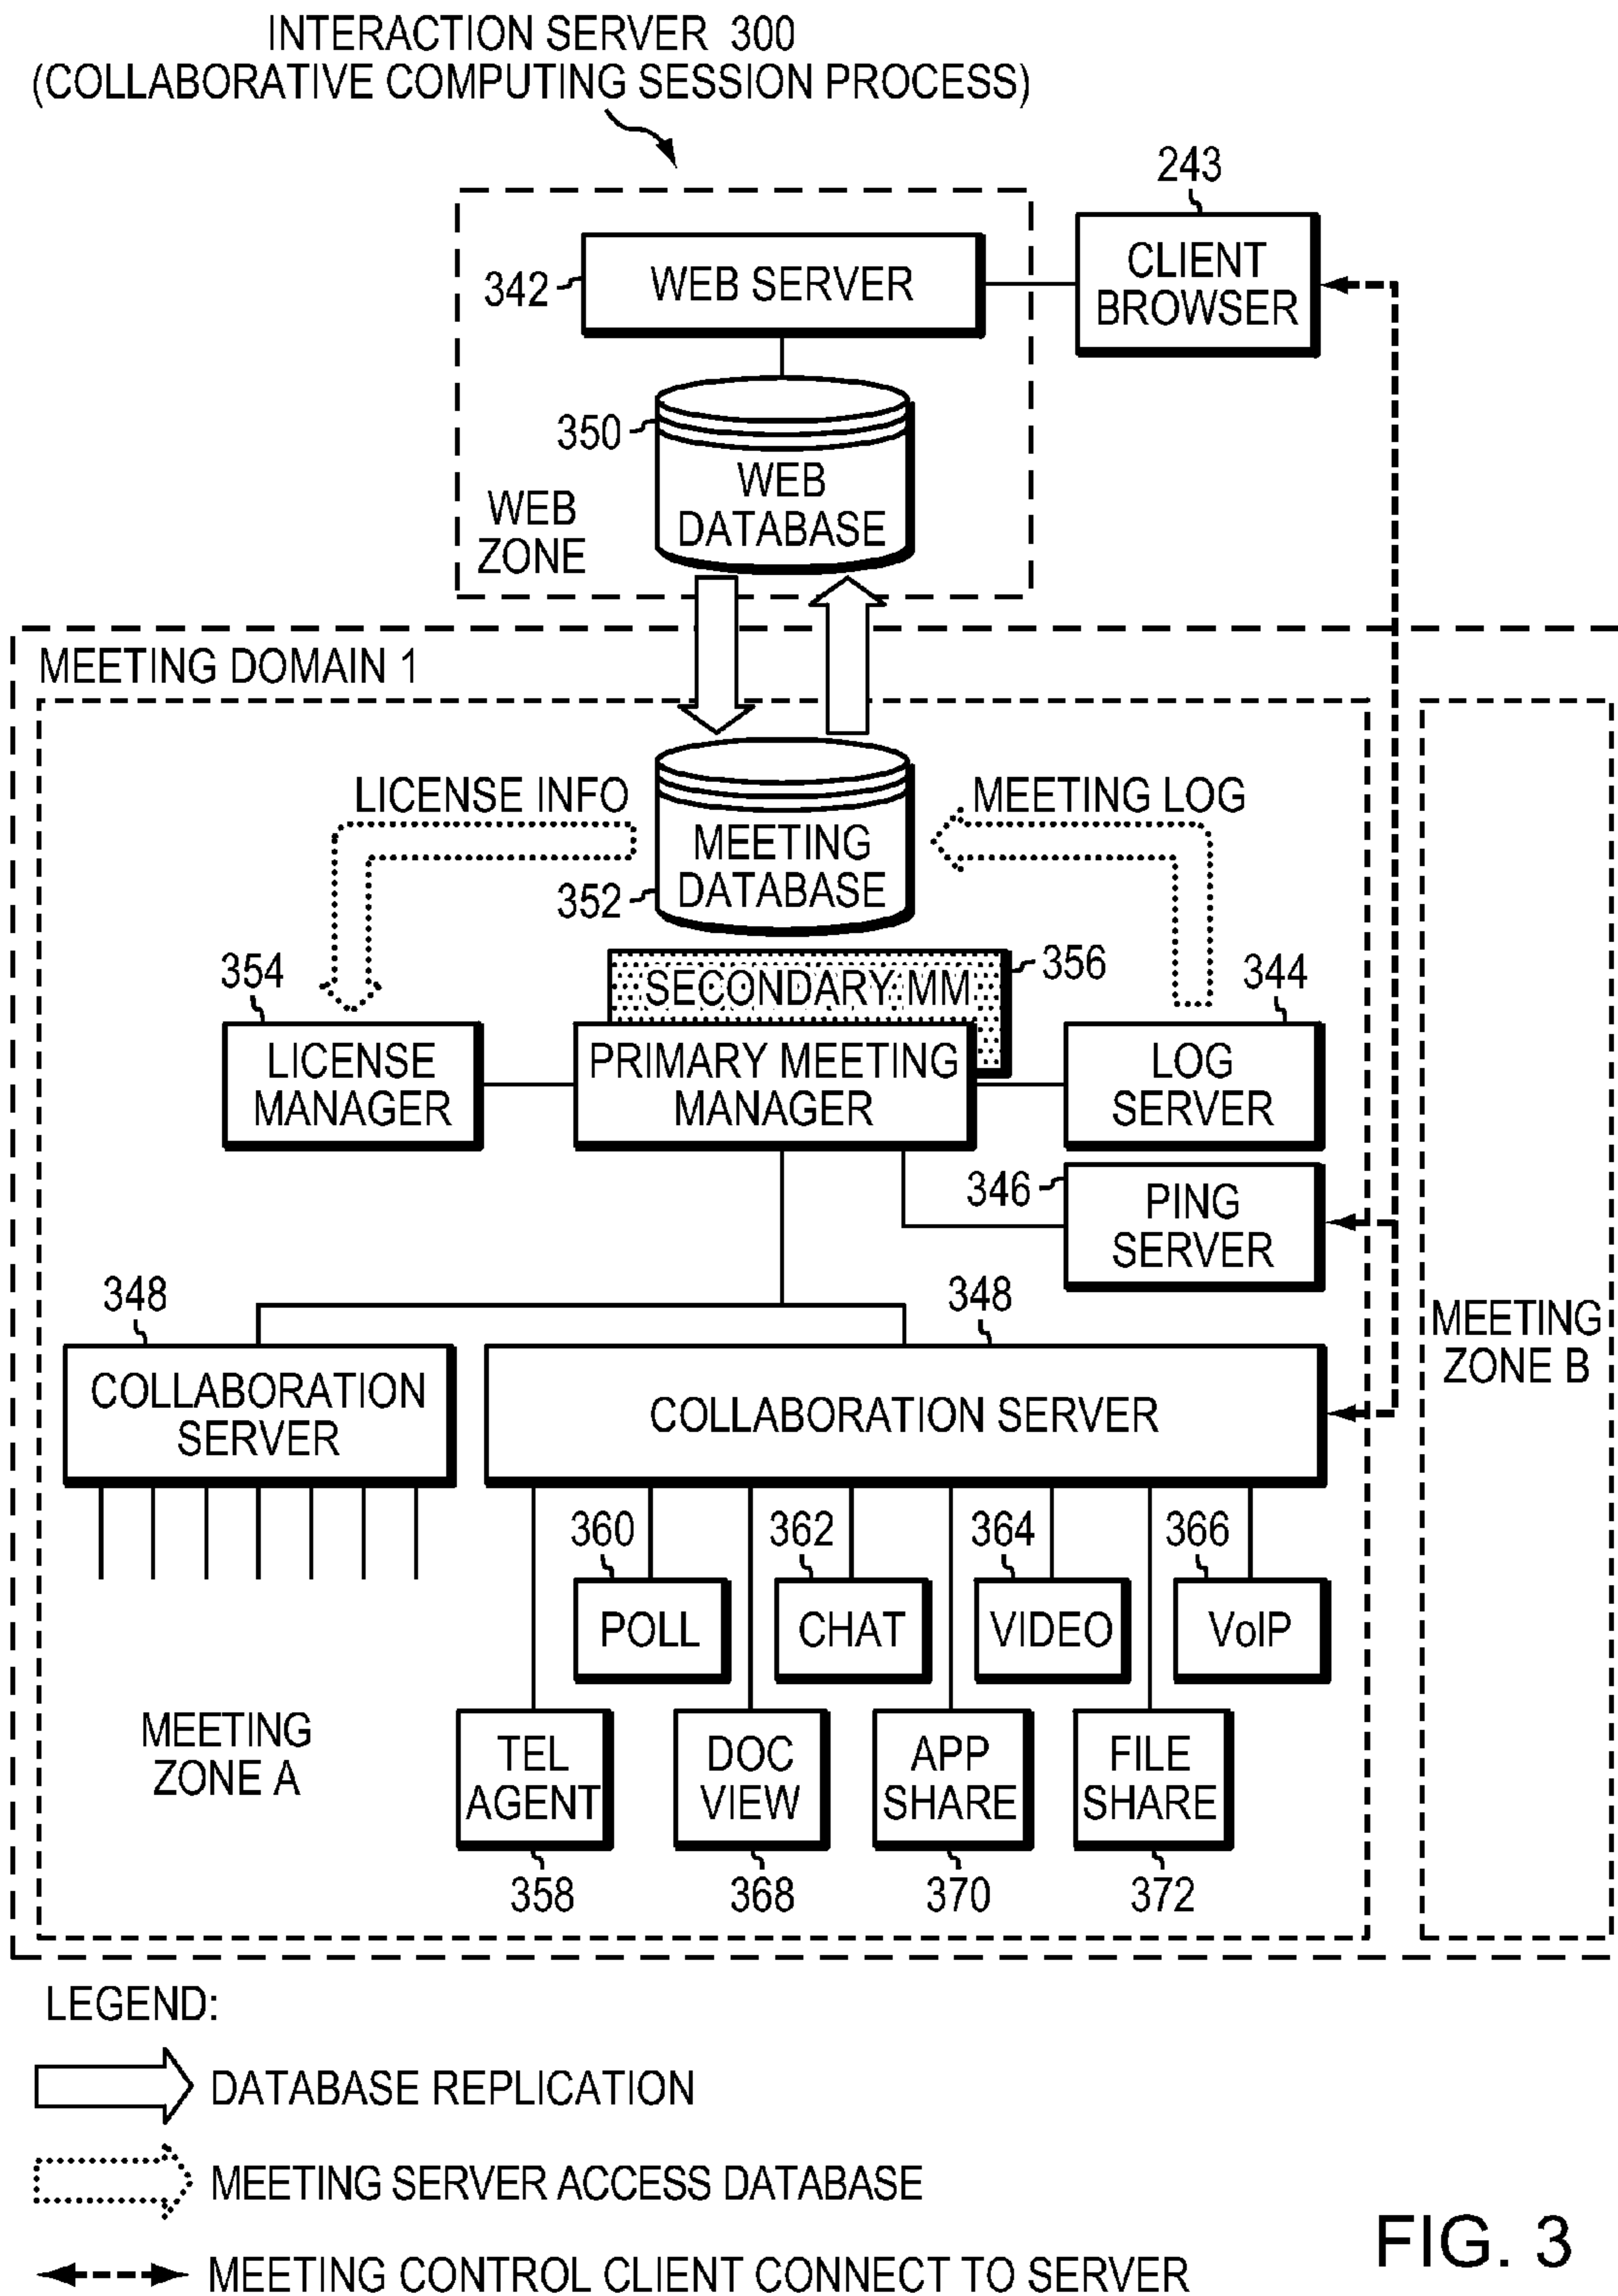 INTERACTION SERVER 300
(COLLABORATIVE COMPUTING SESSION PROCESS)
243
CLIENT
BROWSER
342
WEB SERVER
350
WEB
DATABASE
WEB
ZONE
MEETING DOMAIN 1
LICENSE INFO
MEETING LOG
MEETING
DATABASE
352
354
SECONDARY MM
356
344
LICENSE
MANAGER
PRIMARY MEETING
MANAGER
LOG
SERVER
346
PING
SERVER
348
348
MEETING
ZONE B
COLLABORATION
SERVER
COLLABORATION SERVER
360
362
364
366
POLL
CHAT
VIDEO
VoIP
MEETING
ZONE A
TEL
AGENT
DOC
VIEW
APP
SHARE
FILE
SHARE
358
368
370
372
LEGEND:
DATABASE REPLICATION
MEETING SERVER ACCESS DATABASE
MEETING CONTROL CLIENT CONNECT TO SERVER
FIG. 3